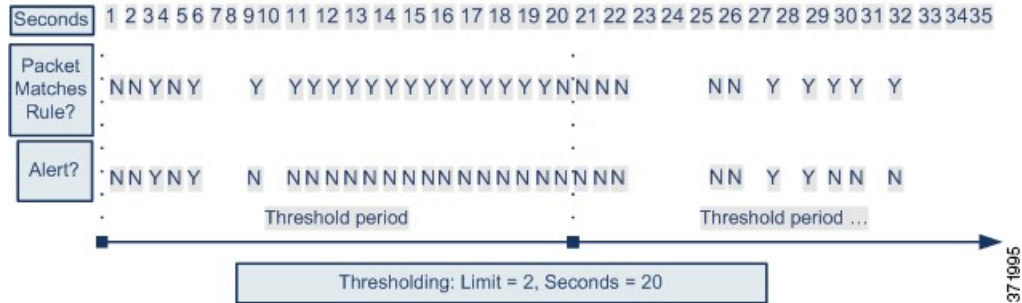 Seconds 1 2 3 4 5 6 7 8 9 10 11 12 13 14 15 16 17 18 19 20 21 22 23 24 25 26 27 28 29 30 31 32 33 34 35
Packet Matches Rule? N N Y N Y Y Y Y Y Y Y Y Y Y Y Y Y Y Y Y N N N N N N Y Y Y Y Y
Alert? N N Y N Y N N N N N N N N N N N N N N N N N N N N N Y Y N N N
Threshold period Threshold period ...
Thresholding: Limit = 2, Seconds = 20
371995